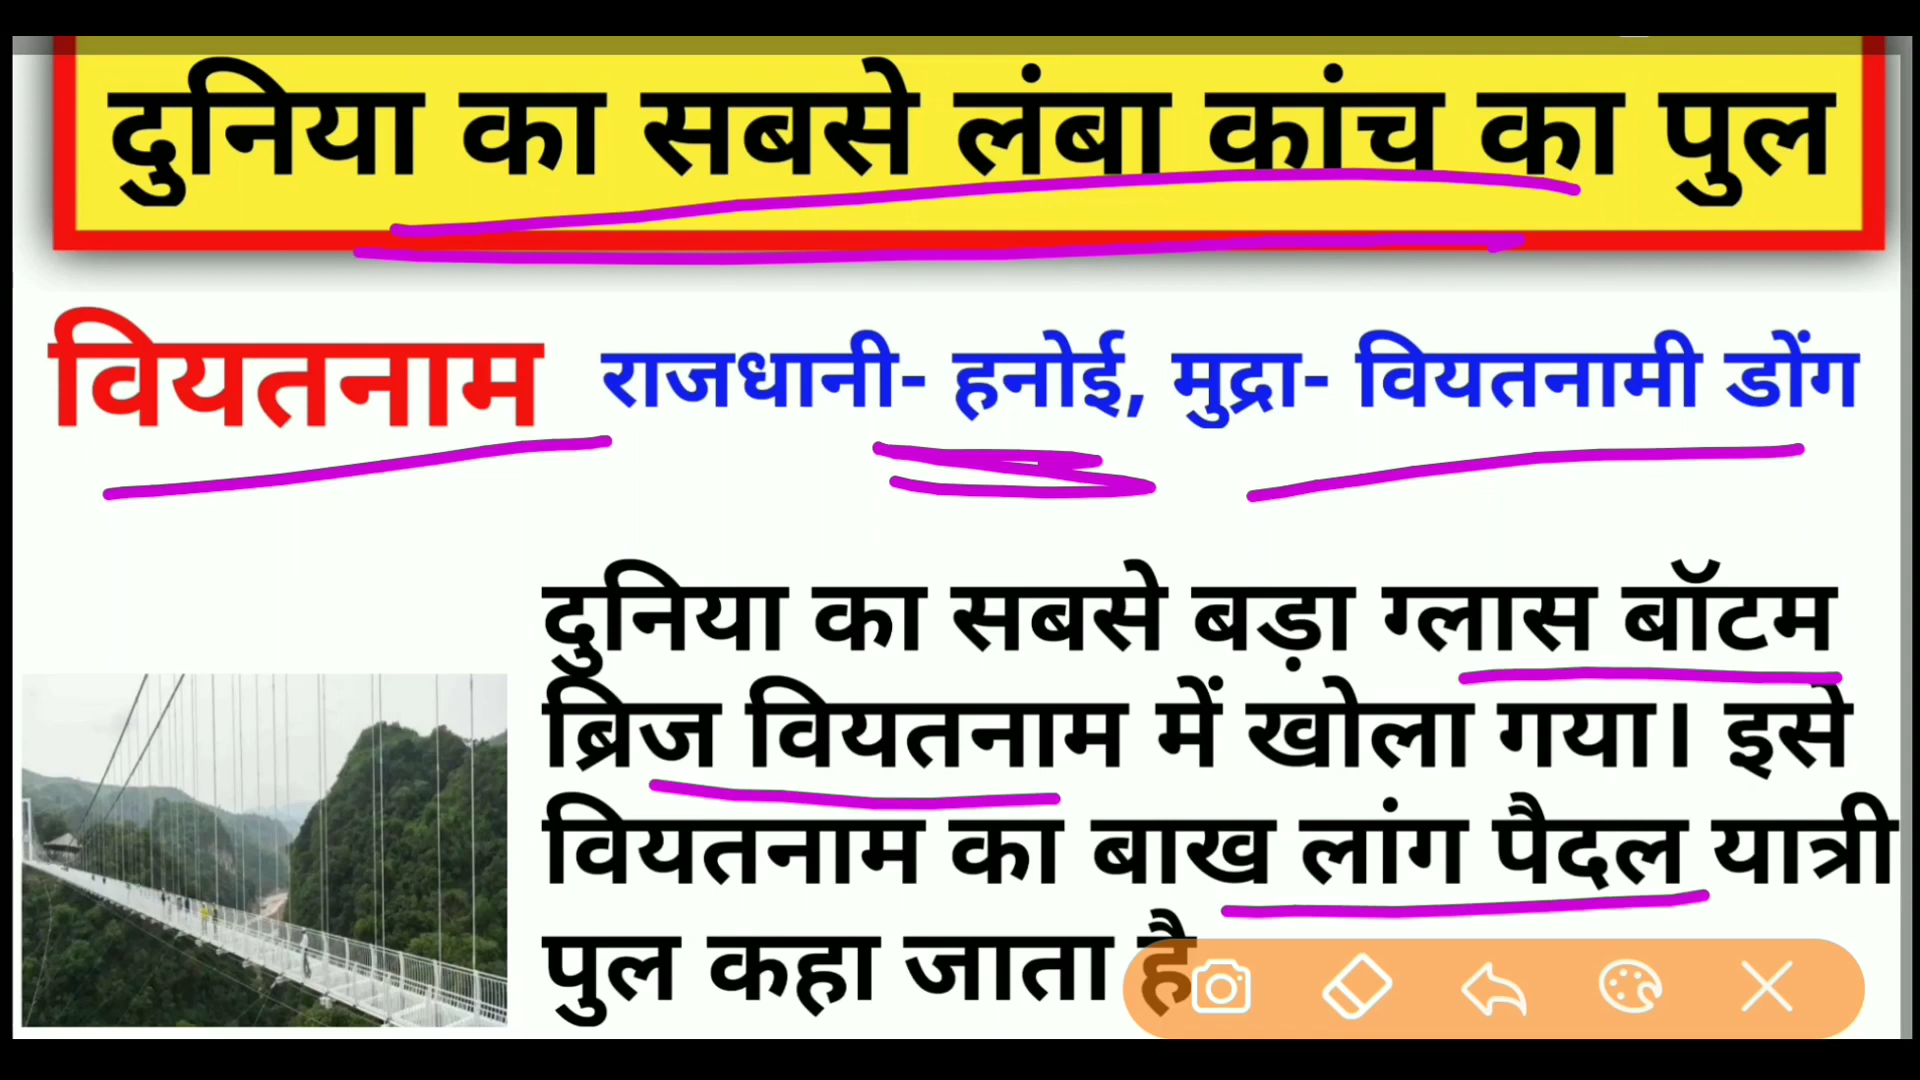 दुनिया का सबसे लंबा कांच का पुल
वियतनाम राजधानी- हनोई, मुद्रा- वियतनामी डोंग
दुनिया का सबसे बड़ा ग्लास बॉटम
ब्रिज वियतनाम में खोला गया। इसे
वियतनाम का बाख लांग पैदल यात्री
पुल कहा जाता है